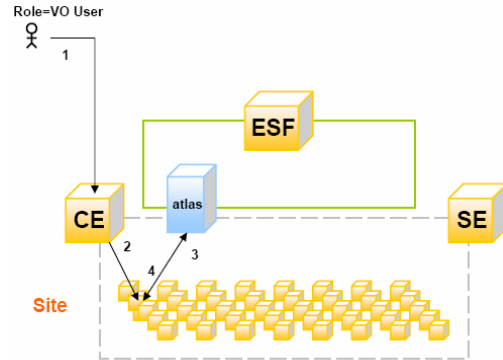 Role=VO User
1
ESF
atlas
CE
SE
2
3
4
Site